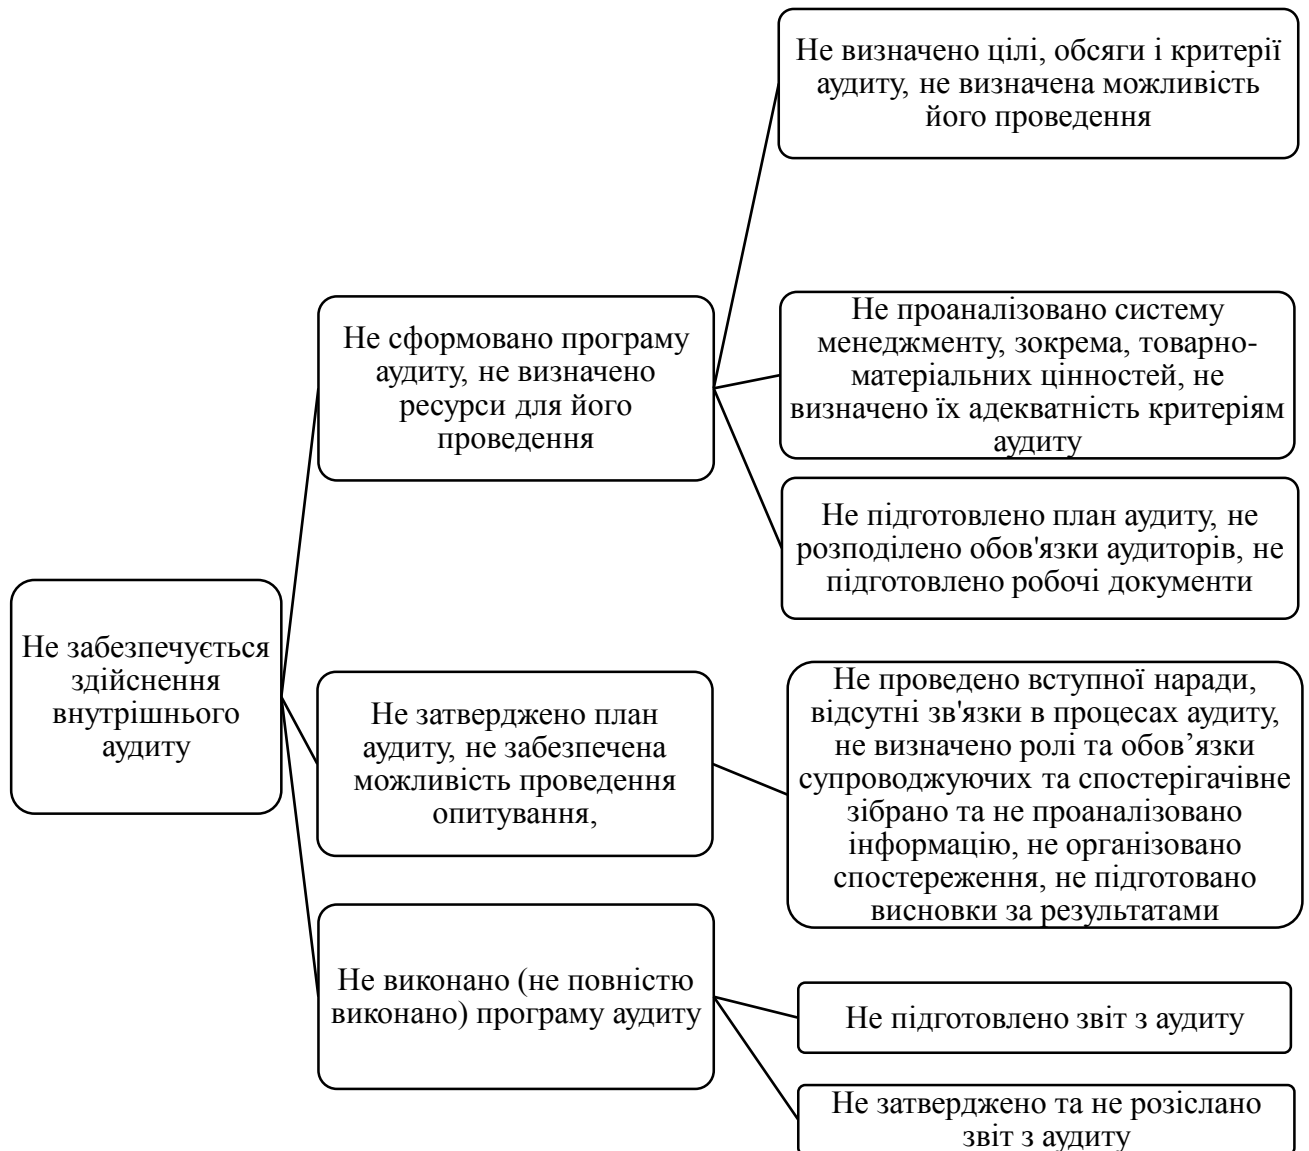 Не визначено цілі, обсяги і критерії
аудиту, не визначена можливість
його проведення
Не сформовано програму
аудиту, не визначено
ресурси для його
проведення
Не проаналізовано систему
менеджменту, зокрема, товарно-
матеріальних цінностей, не
визначено їх адекватність критеріям
аудиту
Не підготовлено план аудиту, не
розподілено обов'язки аудиторів, не
підготовлено робочі документи
Не забезпечується
здійснення
внутрішнього
аудиту
Не затверджено план
аудиту, не забезпечена
можливість проведення
опитування,
Не проведено вступної наради,
відсутні зв'язки в процесах аудиту,
не визначено ролі та обов’язки
супроводжуючих та спостерігачівне
зібрано та не проаналізовано
інформацію, не організовано
спостереження, не підготовано
висновки за результатами
Не виконано (не повністю
виконано) програму аудиту
Не підготовлено звіт з аудиту
Не затверджено та не розіслано
звіт з аудиту